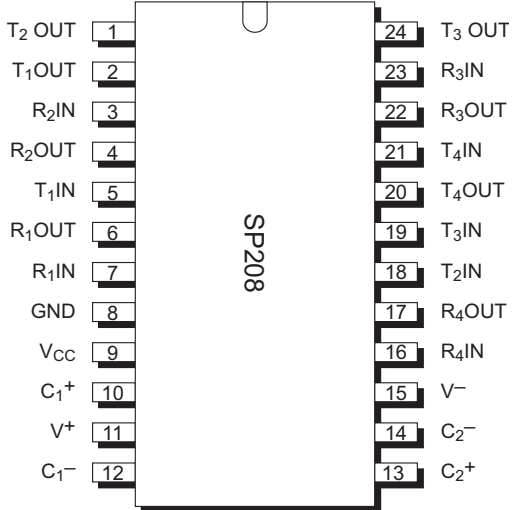 T₂ OUT 1 24 T₃ OUT
T₁OUT 2 23 R₃IN
R₂IN 3 22 R₃OUT
R₂OUT 4 21 T₄IN
T₁IN 5 20 T₄OUT
R₁OUT 6 19 T₃IN
R₁IN 7 18 T₂IN
GND 8 17 R₄OUT
V_CC 9 16 R₄IN
C₁⁺ 10 15 V⁻
V⁺ 11 14 C₂⁻
C₁⁻ 12 13 C₂⁺
SP208